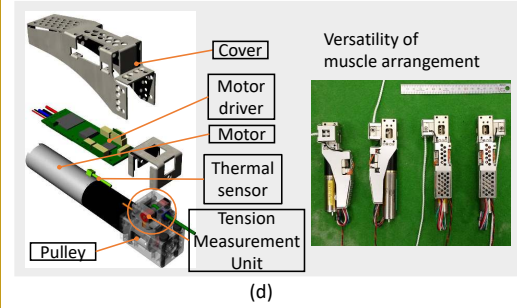 Cover
Motor
driver
Motor
Thermal
sensor
Tension
Measurement
Unit
Pulley
Versatility of
muscle arrangement
(d)